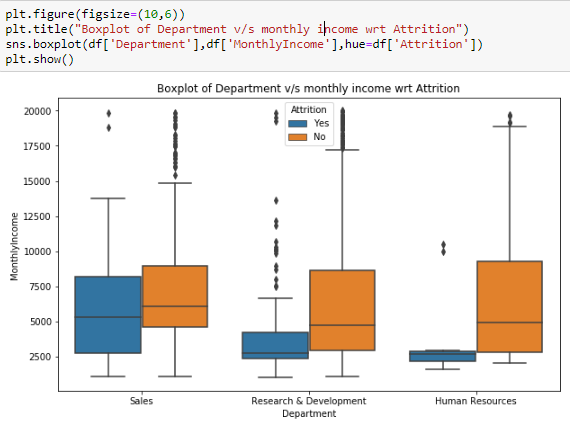 plt.figure(figsize=(10,6))
plt.title("Boxplot of Department v/s monthly income wrt Attrition")
sns.boxplot(df['Department'],df['MonthlyIncome'],hue=df['Attrition'])
plt.show()
Boxplot of Department v/s monthly income wrt Attrition
Attrition
Yes
No
20000
17500
15000
12500
10000
7500
5000
2500
MonthlyIncome
Sales
Research & Development
Human Resources
Department